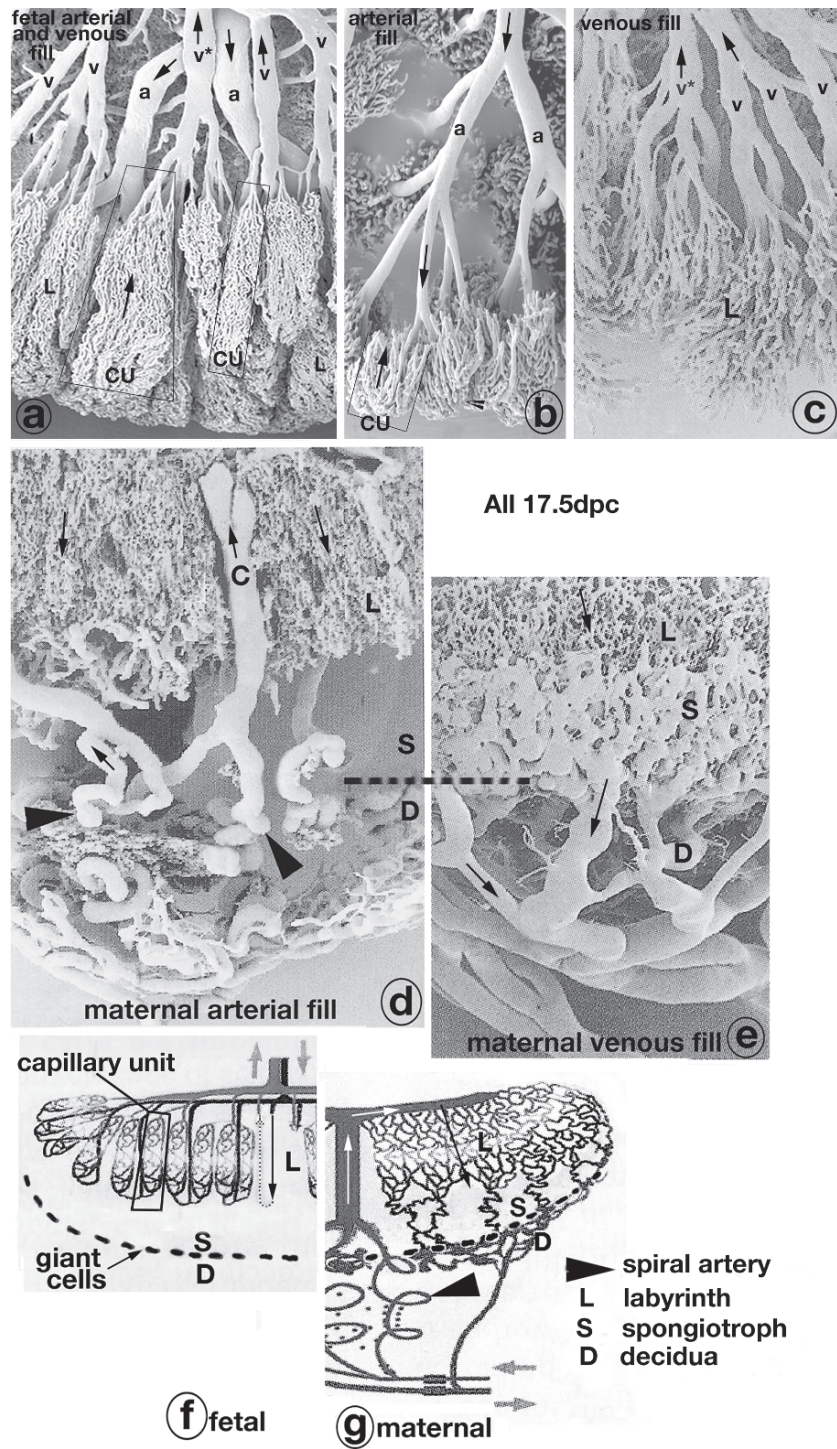 fetal arterial
and venous
fill
v
v
v*
v
v
a
a
L
CU
CU
L
a
arterial
fill
a
a
CU
b
venous fill
v*
v
v
v
L
c
All 17.5dpc
C
L
S
D
maternal arterial fill
d
L
S
D
maternal venous fill
e
capillary unit
L
S
giant
cells
D
f
fetal
L
S
D
g
maternal
spiral artery
L labyrinth
S spongiotroph
D decidua